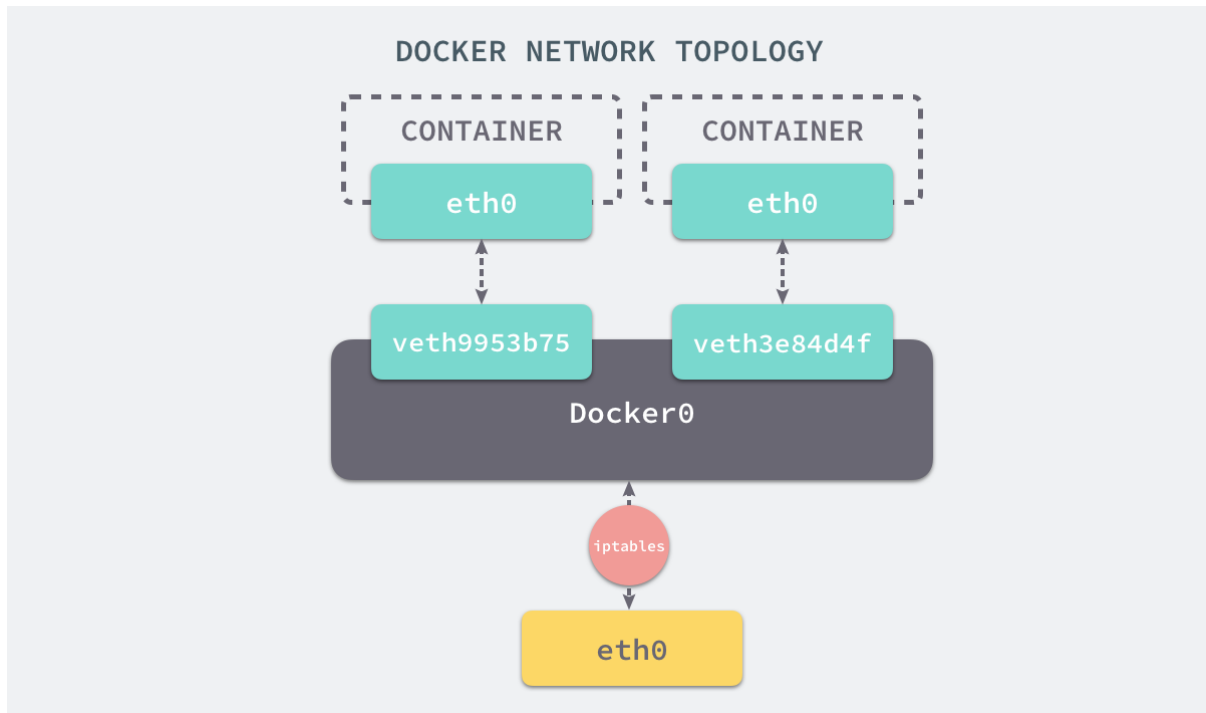 DOCKER NETWORK TOPOLOGY
CONTAINER
CONTAINER
eth0
eth0
veth9953b75
veth3e84d4f
Docker0
iptables
eth0